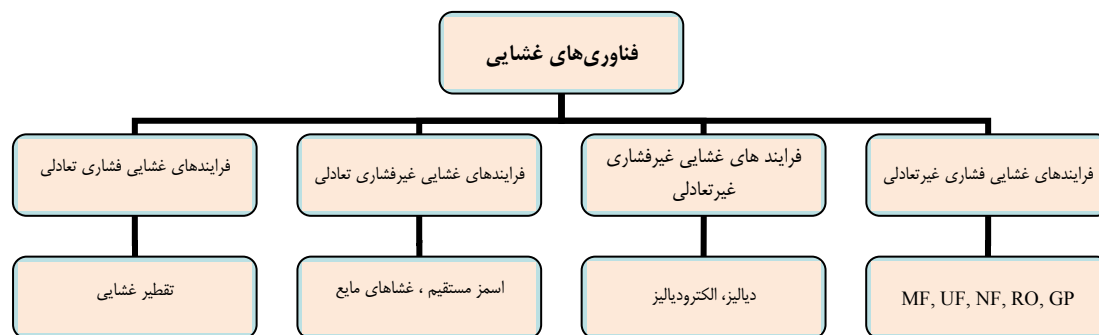 فناوری‌های غشایی
فرایندهای غشایی فشاری غیرتعادلی
فرایند های غشایی غیرفشاری
غیرتعادلی
فرایندهای غشایی غیرفشاری تعادلی
فرایندهای غشایی فشاری تعادلی
MF, UF, NF, RO, GP
دیالیز، الکترودیالیز
اسمز مستقیم ، غشاهای مایع
تقطیر غشایی